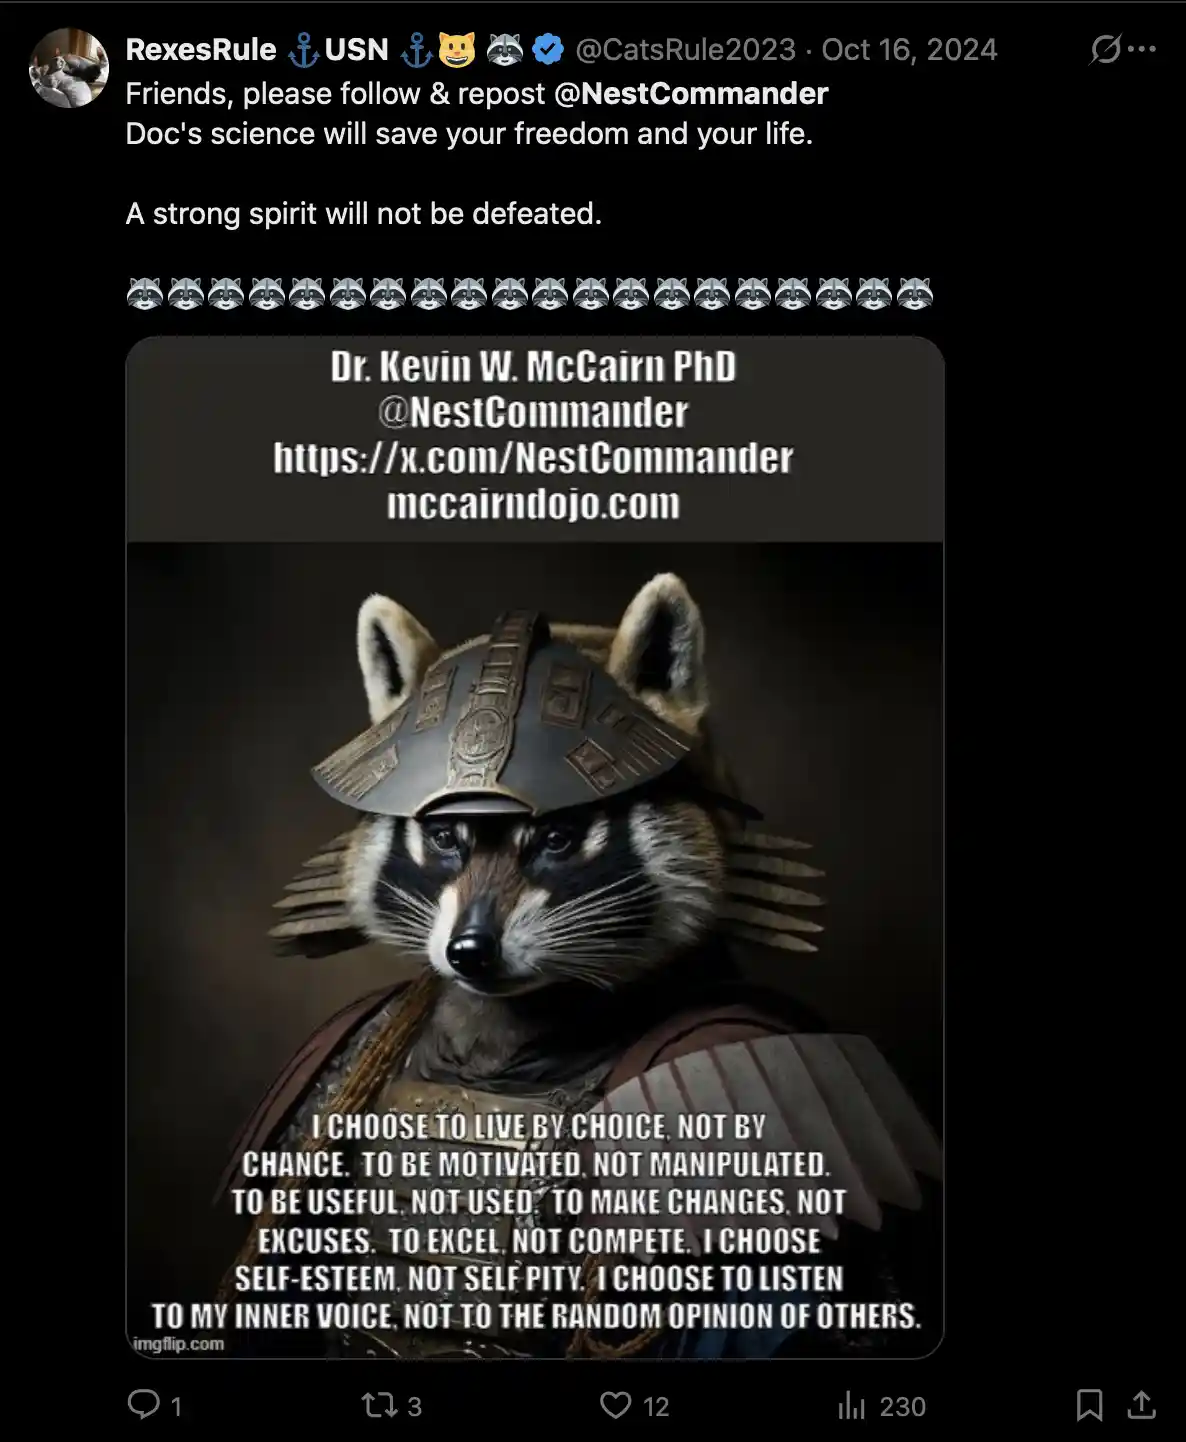 RexesRule ⚓USN ⚓😺 🦝 @CatsRule2023 · Oct 16, 2024
Friends, please follow & repost @NestCommander
Doc's science will save your freedom and your life.
A strong spirit will not be defeated.
🦝🦝🦝🦝🦝🦝🦝🦝🦝🦝🦝🦝🦝🦝🦝🦝🦝🦝🦝🦝
Dr. Kevin W. McCairn PhD
@NestCommander
https://x.com/NestCommander
mccairndojo.com
I CHOOSE TO LIVE BY CHOICE, NOT BY
CHANCE. TO BE MOTIVATED, NOT MANIPULATED.
TO BE USEFUL, NOT USED. TO MAKE CHANGES, NOT
EXCUSES. TO EXCEL, NOT COMPETE. I CHOOSE
SELF-ESTEEM, NOT SELF PITY. I CHOOSE TO LISTEN
TO MY INNER VOICE, NOT TO THE RANDOM OPINION OF OTHERS.
imgflip.com
1 3 12 230